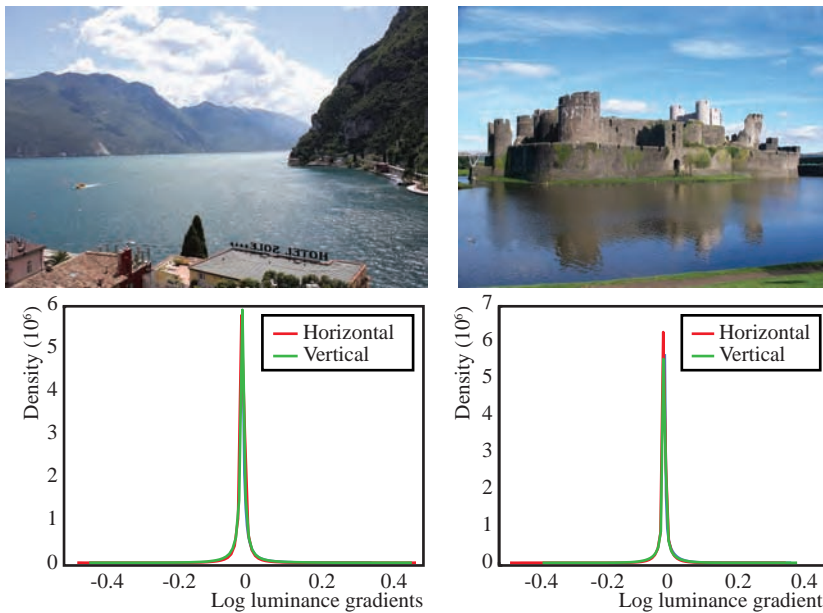 HOTEL SOLE****
6
5
4
3
2
1
0
Density (10⁶)
Horizontal
Vertical
-0.4
-0.2
0
0.2
0.4
Log luminance gradients
7
6
5
4
3
2
1
0
Density (10⁶)
Horizontal
Vertical
-0.4
-0.2
0
0.2
0.4
Log luminance gradient